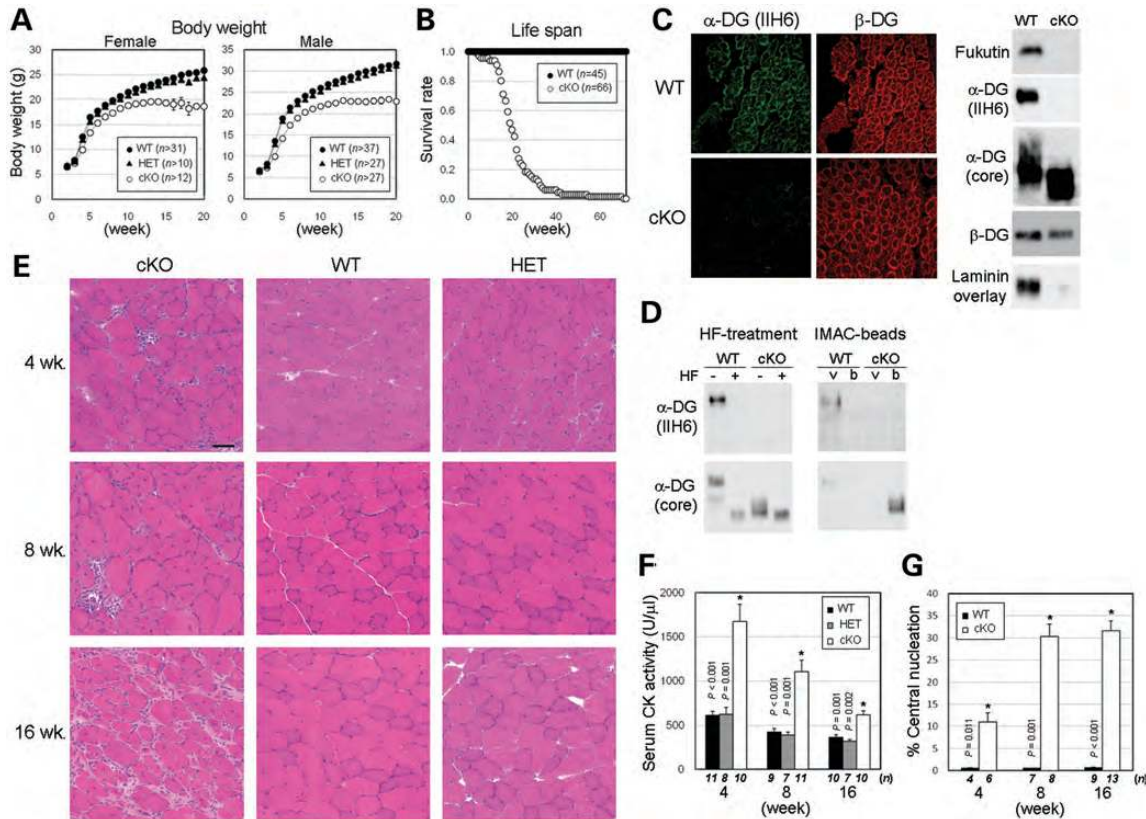 A
Body weight
Female
Male
Body weight (g)
30
25
20
15
10
5
0
WT (n>31)
HET (n>10)
cKO (n>12)
0 5 10 15 20
(week)
35
30
25
20
15
10
5
0
WT (n>37)
HET (n>27)
cKO (n>27)
0 5 10 15 20
(week)
B
Life span
Survival rate
1.0
0.8
0.6
0.4
0.2
0.0
WT (n=45)
cKO (n=66)
0 20 40 60
(week)
C
α-DG (IIH6) β-DG
WT
cKO
WT cKO
Fukutin
α-DG
(IIH6)
α-DG
(core)
β-DG
Laminin
overlay
D
HF-treatment IMAC-beads
WT cKO WT cKO
HF - + - + v b v b
α-DG
(IIH6)
α-DG
(core)
E
cKO WT HET
4 wk.
8 wk.
16 wk.
F
Serum CK activity (U/μl)
2000
1500
1000
500
0
WT
HET
cKO
*
*
*
P < 0.001
P = 0.001
P < 0.001
P = 0.001
P = 0.001
P = 0.002
11 8 10 9 7 11 10 7 10 (n)
4 8 16
(week)
G
% Central nucleation
40
35
30
25
20
15
10
5
0
WT
cKO
*
*
*
P = 0.011
P = 0.001
P < 0.001
4 6 7 8 9 13 (n)
4 8 16
(week)